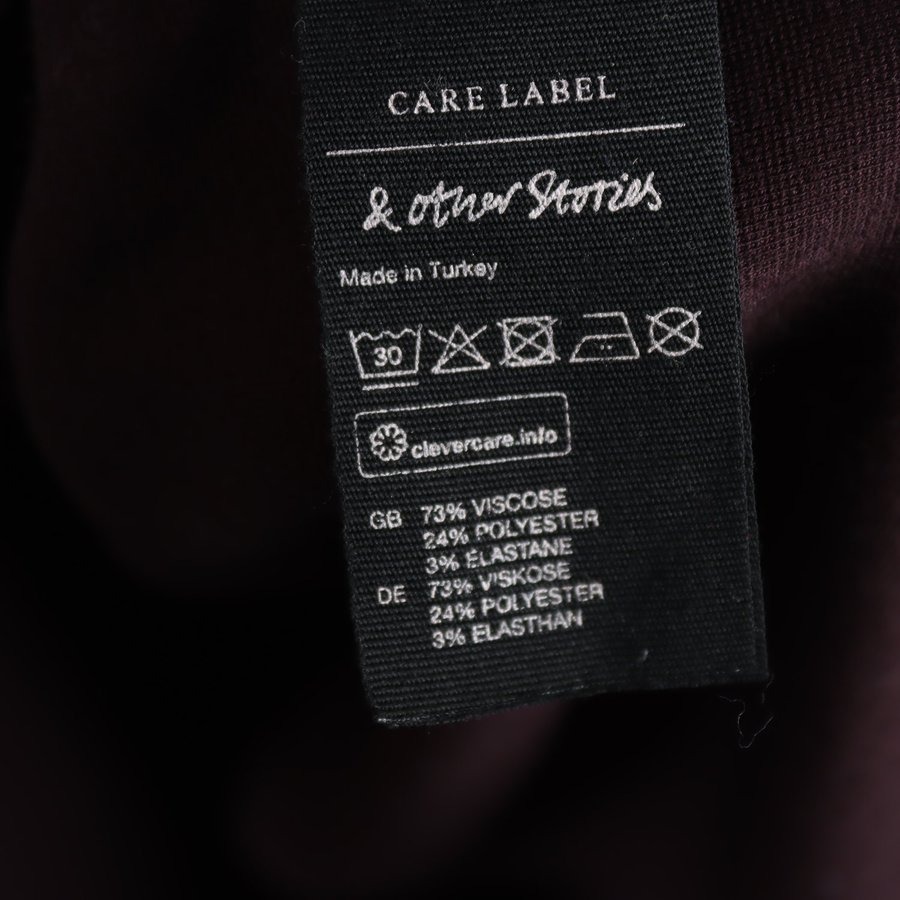 CARE LABEL
& other Stories
Made in Turkey
30
clevercare.info
GB 73% VISCOSE
24% POLYESTER
3% ELASTANE
DE 73% VISKOSE
24% POLYESTER
3% ELASTHAN